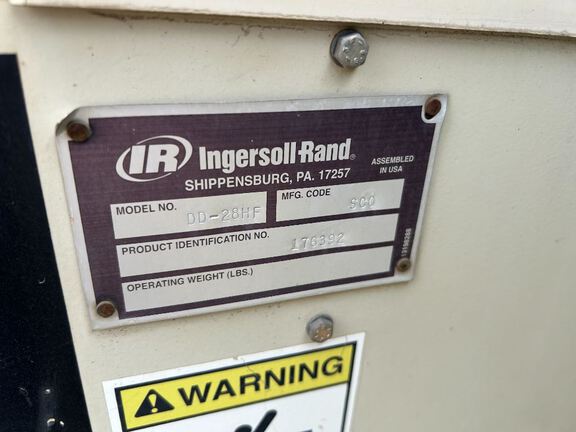 IR Ingersoll-Rand®
SHIPPENSBURG, PA. 17257
ASSEMBLED
IN USA
MODEL NO. DD-28HF
MFG. CODE SCO
PRODUCT IDENTIFICATION NO. 176392
OPERATING WEIGHT (LBS.)
WARNING